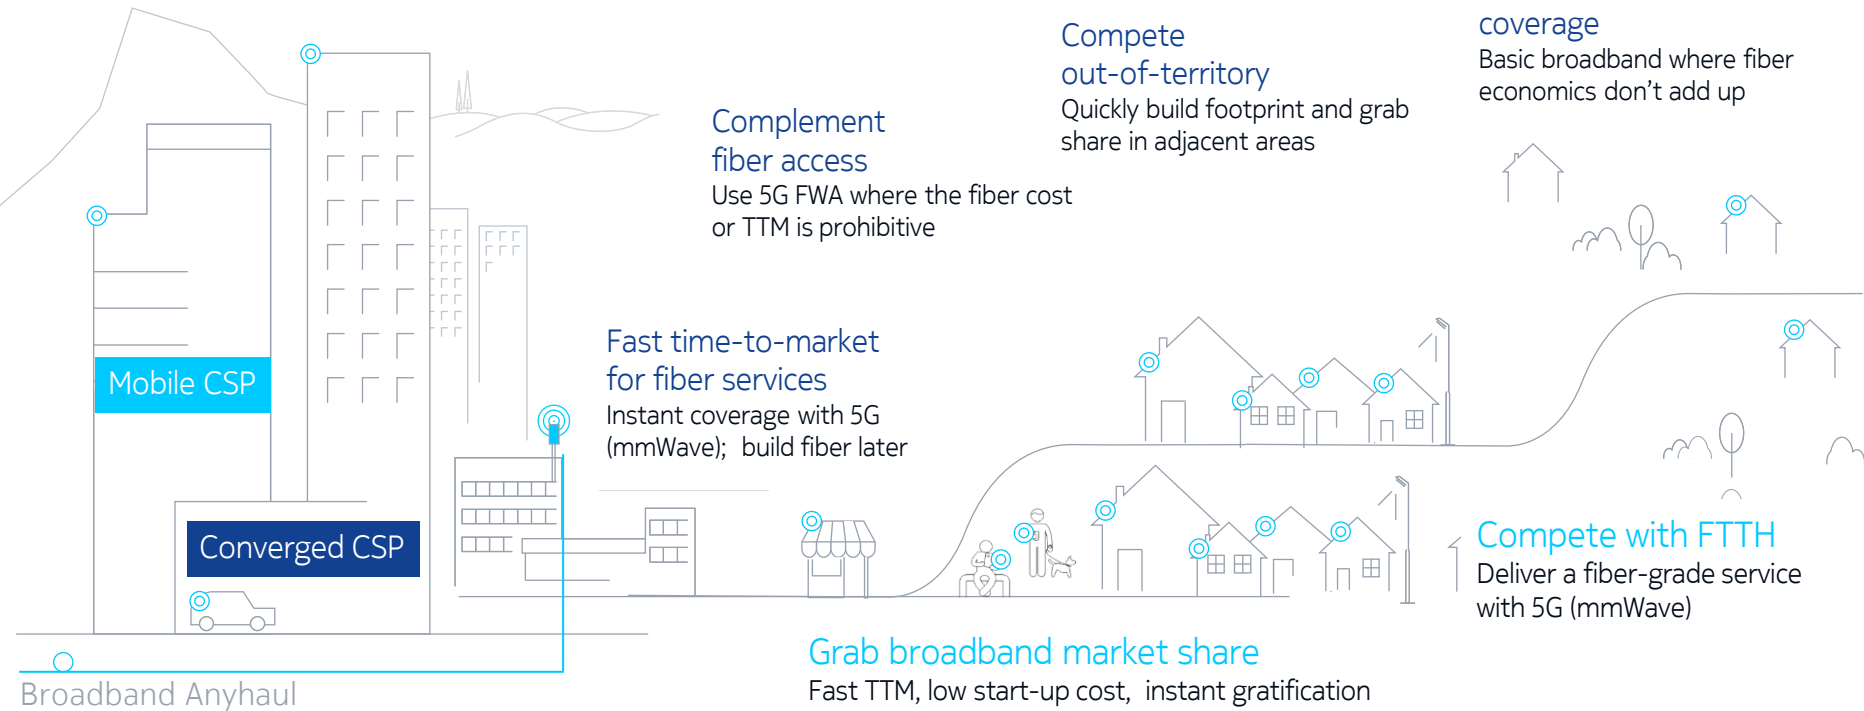 coverage
Basic broadband where fiber
economics don't add up
Compete
out-of-territory
Quickly build footprint and grab
share in adjacent areas
Complement
fiber access
Use 5G FWA where the fiber cost
or TTM is prohibitive
Fast time-to-market
for fiber services
Instant coverage with 5G
(mmWave); build fiber later
Mobile CSP
Converged CSP
Compete with FTTH
Deliver a fiber-grade service
with 5G (mmWave)
Grab broadband market share
Fast TTM, low start-up cost, instant gratification
Broadband Anyhaul